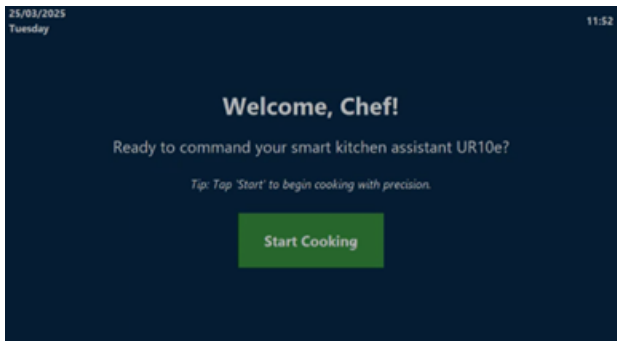 25/03/2025
Tuesday
11:52
Welcome, Chef!
Ready to command your smart kitchen assistant UR10e?
Tip: Tap 'Start' to begin cooking with precision.
Start Cooking